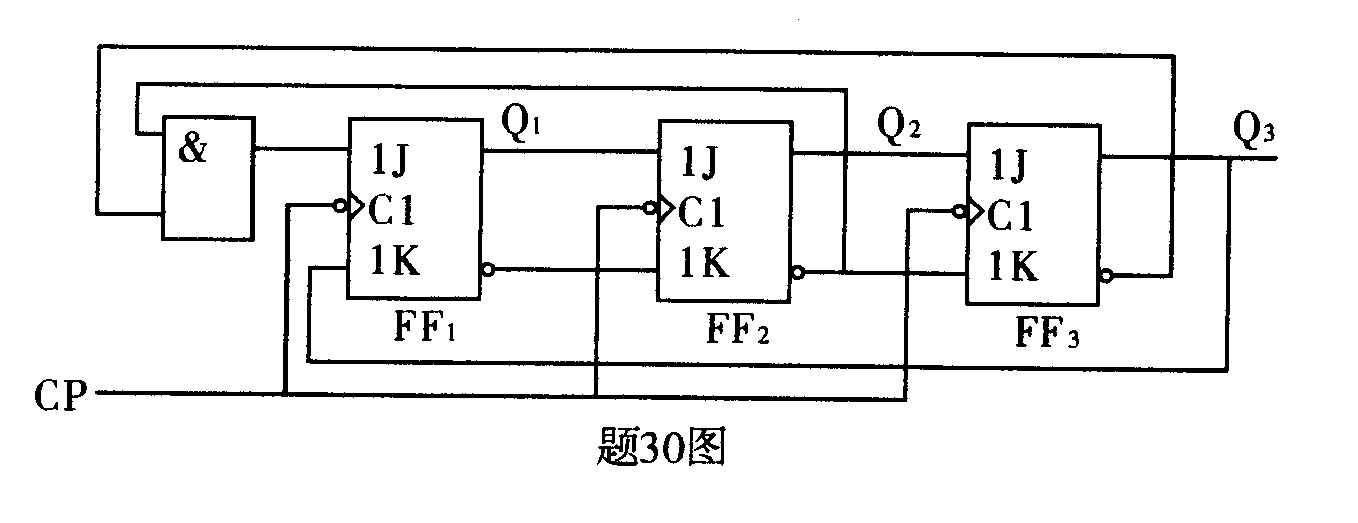 Q₁ Q₂ Q₃
& 1J 1J 1J
C1 C1 C1
1K 1K 1K
FF₁ FF₂ FF₃
CP
题30图